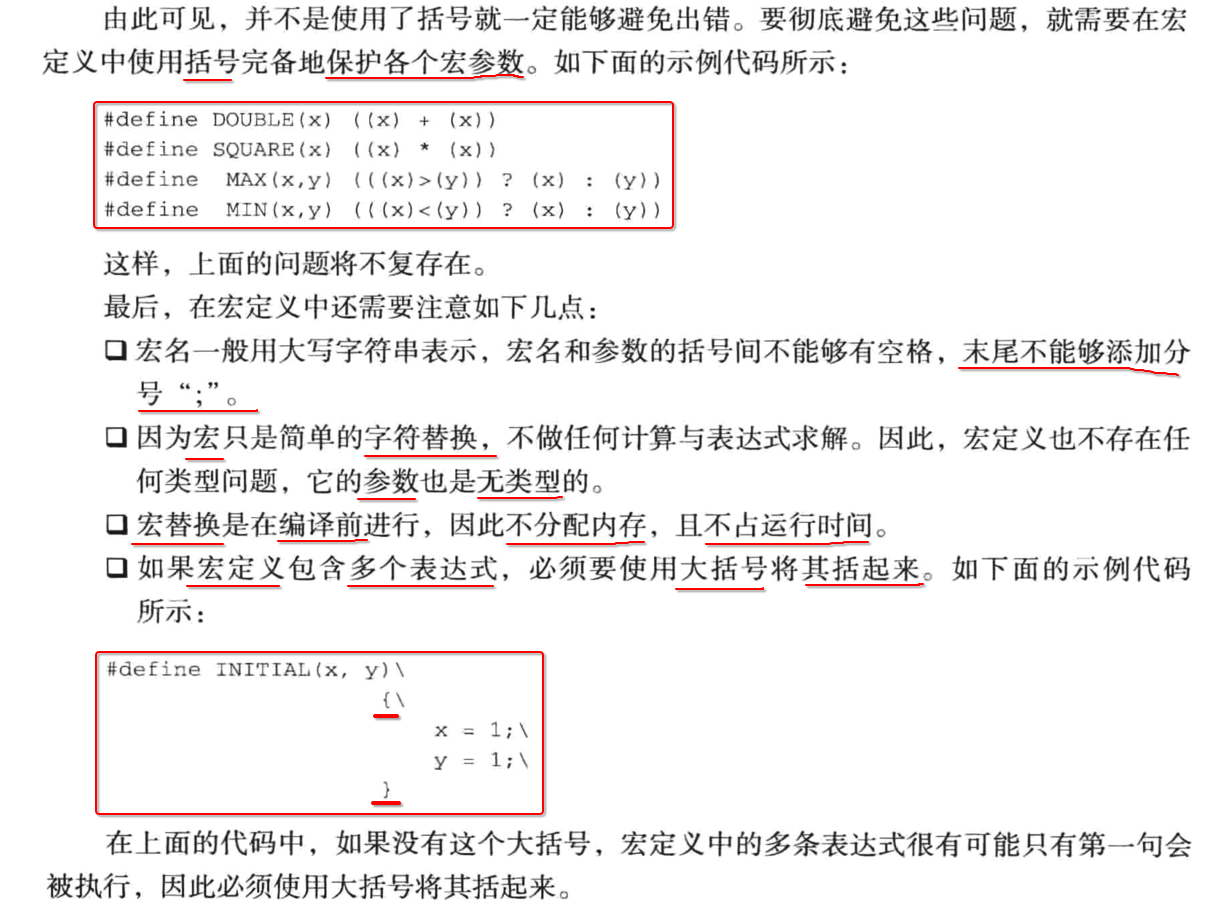 由此可见，并不是使用了括号就一定能够避免出错。要彻底避免这些问题，就需要在宏
定义中使用括号完备地保护各个宏参数。如下面的示例代码所示：
#define DOUBLE(x) ((x) + (x))
#define SQUARE(x) ((x) * (x))
#define  MAX(x,y) (((x)>(y)) ? (x) : (y))
#define  MIN(x,y) (((x)<(y)) ? (x) : (y))
这样，上面的问题将不复存在。
最后，在宏定义中还需要注意如下几点：
❑ 宏名一般用大写字符串表示，宏名和参数的括号间不能够有空格，末尾不能够添加分
号“;”。
❑ 因为宏只是简单的字符替换，不做任何计算与表达式求解。因此，宏定义也不存在任
何类型问题，它的参数也是无类型的。
❑ 宏替换是在编译前进行，因此不分配内存，且不占运行时间。
❑ 如果宏定义包含多个表达式，必须要使用大括号将其括起来。如下面的示例代码
所示：
#define INITIAL(x, y)\
{\
x = 1;\
y = 1;\
}
在上面的代码中，如果没有这个大括号，宏定义中的多条表达式很有可能只有第一句会
被执行，因此必须使用大括号将其括起来。